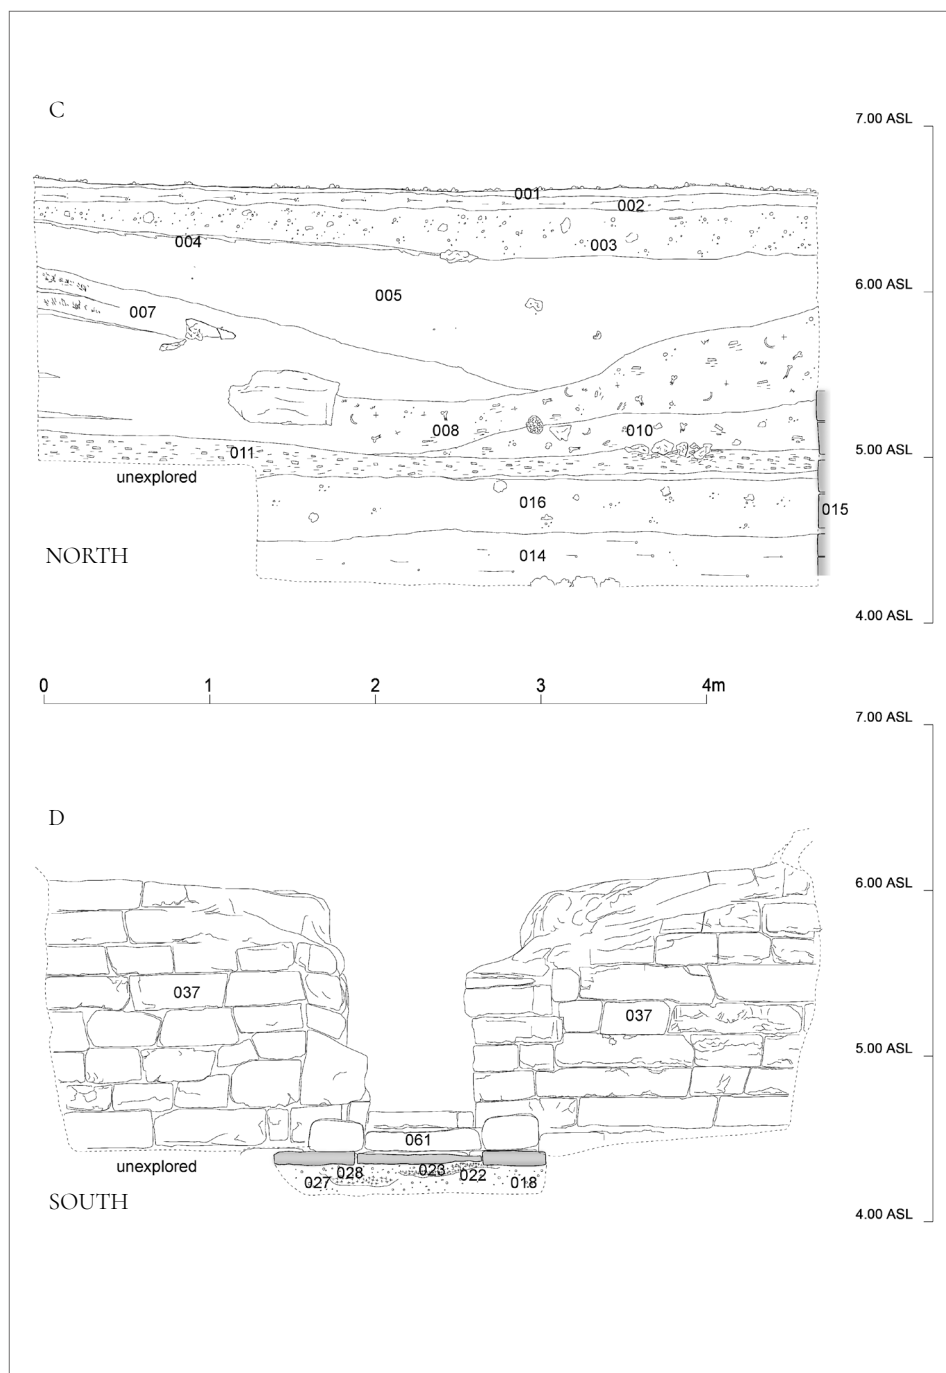 C
7.00 ASL
001
002
004
003
005
6.00 ASL
007
008
010
011
5.00 ASL
unexplored
016
015
NORTH
014
4.00 ASL
0 1 2 3 4m
7.00 ASL
D
6.00 ASL
037
037
5.00 ASL
061
unexplored
028
023
022
027
018
SOUTH
4.00 ASL